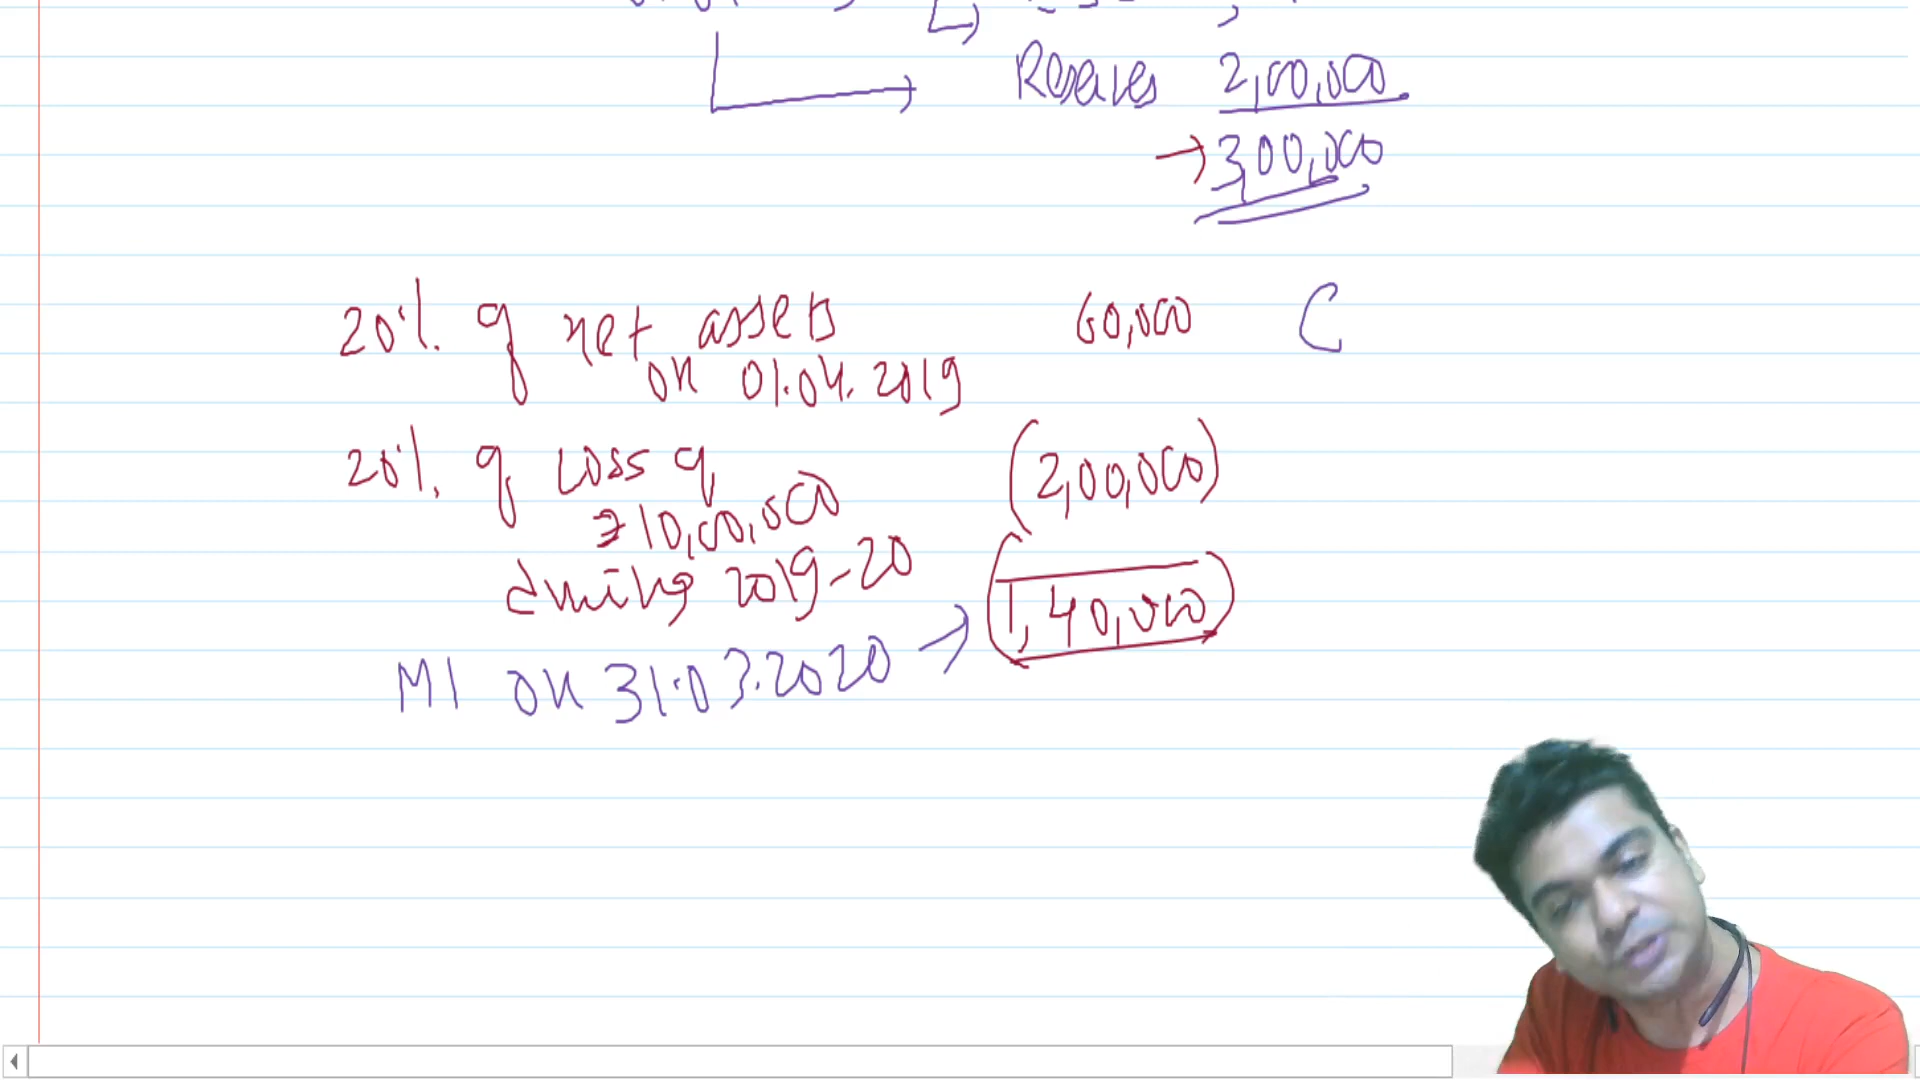 Reserves 2,00,000
→ 3,00,000
20% of net assets 60,000 C
on 01.04.2019
20% of Loss of (2,00,000)
₹10,00,000
during 2019-20
(1,40,000)
MI on 31.03.2020 →